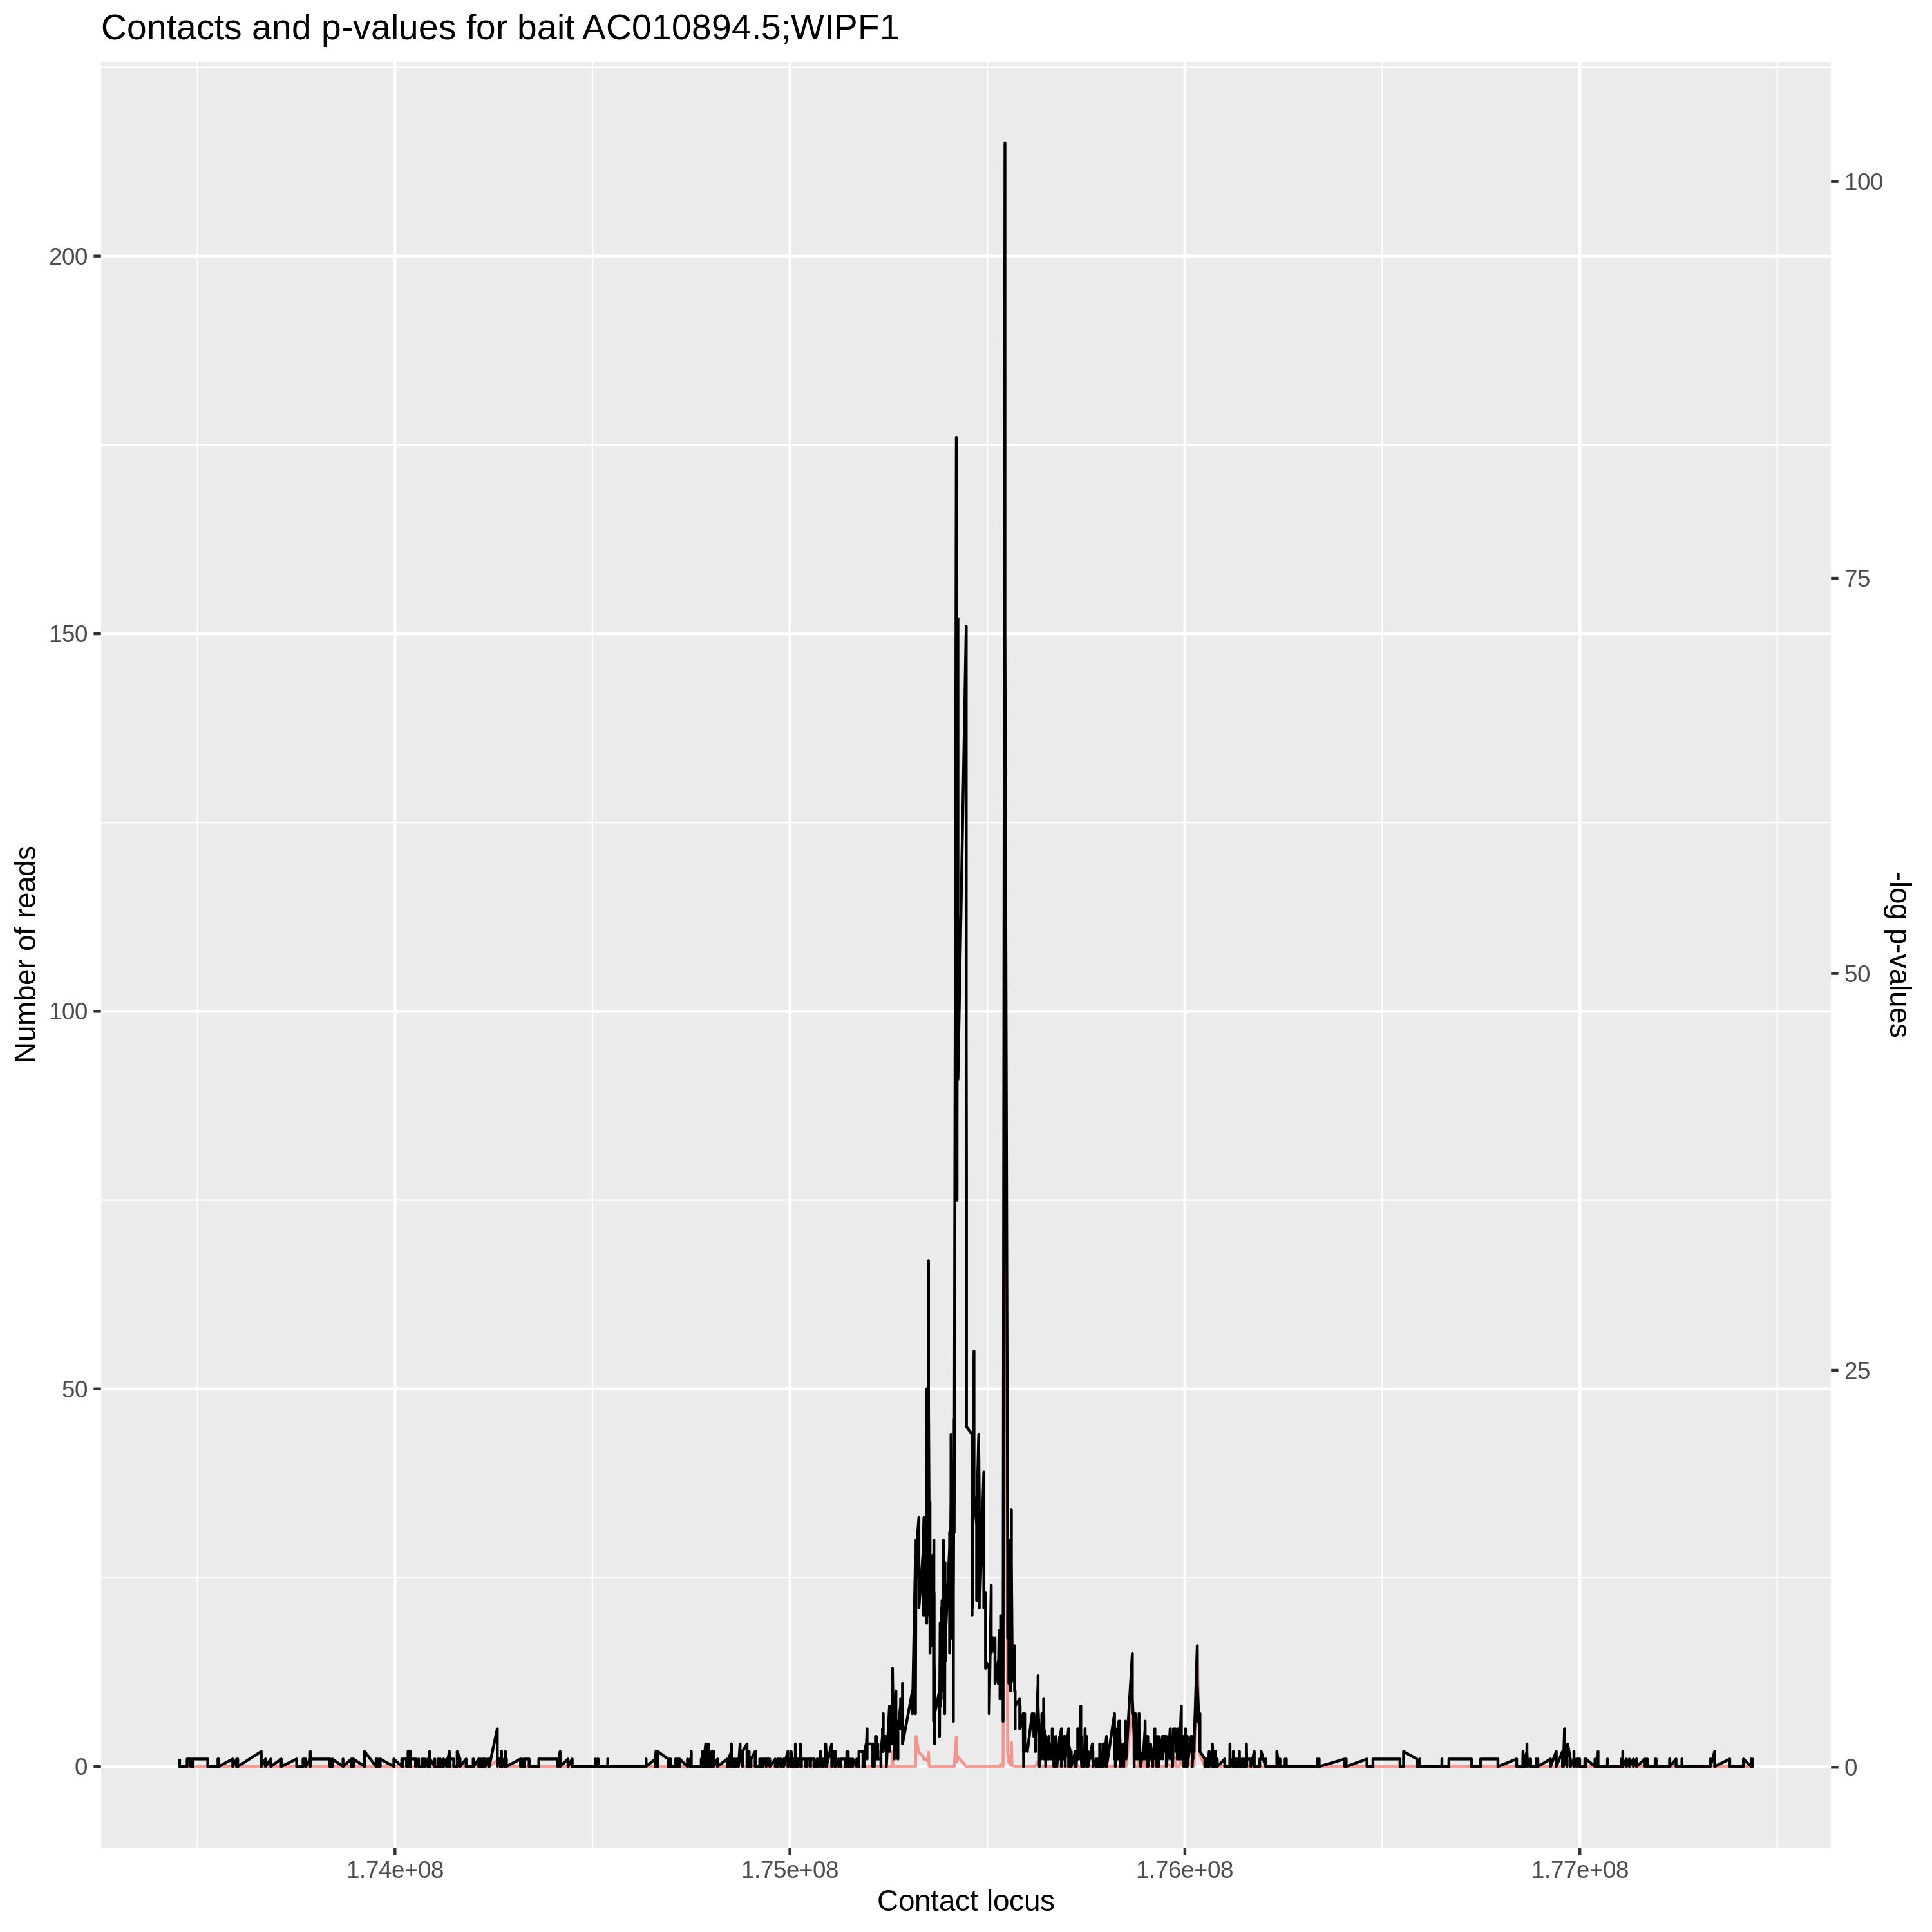 Contacts and p-values for bait AC010894.5;WIPF1
Number of reads
200
150
100
50
0
100
75
50
25
0
-log p-values
1.74e+08
1.75e+08
1.76e+08
1.77e+08
Contact locus